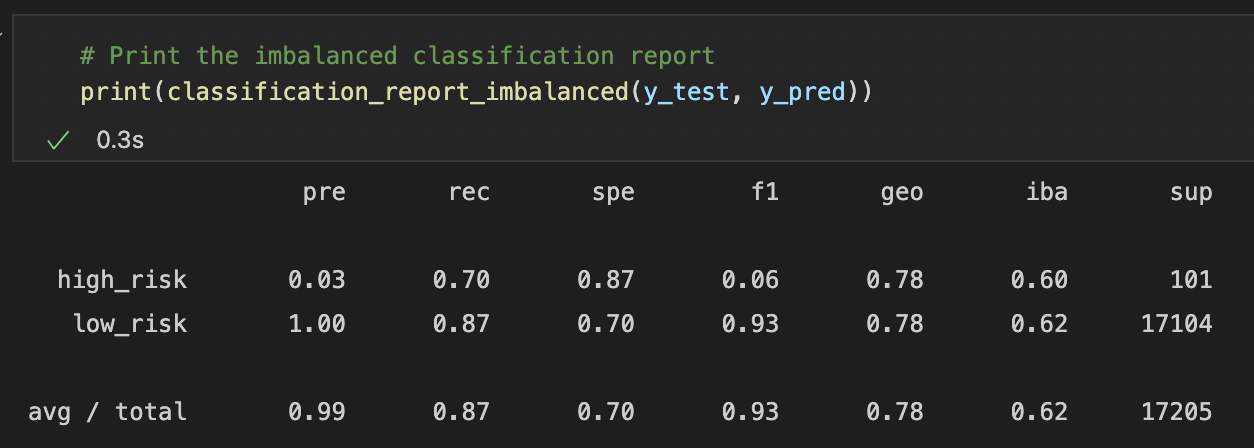 # Print the imbalanced classification report
print(classification_report_imbalanced(y_test, y_pred))
0.3s
pre rec spe f1 geo iba sup
high_risk 0.03 0.70 0.87 0.06 0.78 0.60 101
low_risk 1.00 0.87 0.70 0.93 0.78 0.62 17104
avg / total 0.99 0.87 0.70 0.93 0.78 0.62 17205